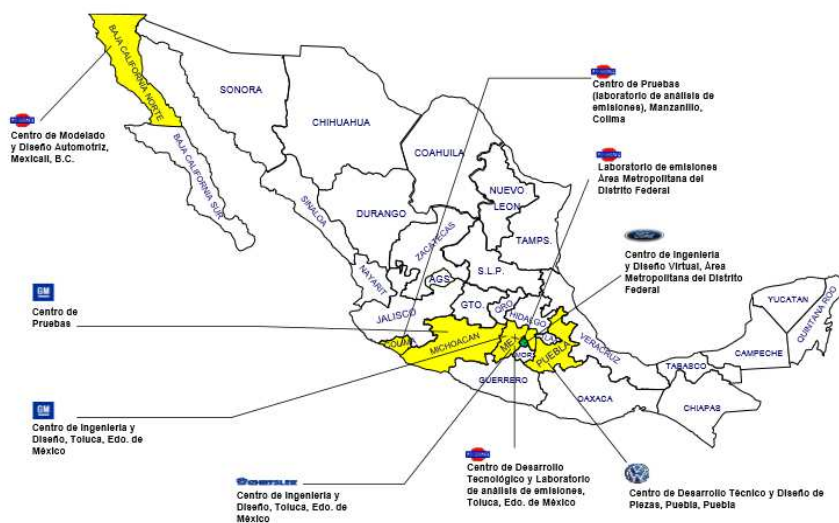 BAJA CALIFORNIA NORTE
SONORA
CHIHUAHUA
COAHUILA
NUEVO
LEON
TAMPS.
BAJA CALIFORNIA SUR
SINALOA
DURANGO
ZACATECAS
S.L.P.
NAYARIT
AGS.
JALISCO
GTO.
QRO
HIDALGO
MICHOACAN
MEX
MOR
PUEBLA
VERACRUZ
GUERRERO
OAXACA
TABASCO
CHIAPAS
CAMPECHE
YUCATAN
QUINTANA ROO
Centro de Modelado
y Diseño Automotriz,
Mexicali, B.C.
Centro de Pruebas
(laboratorio de análisis de
emisiones), Manzanillo,
Colima
Laboratorio de emisiones
Área Metropolitana del
Distrito Federal
Ford
Centro de Ingeniería
y Diseño Virtual, Área
Metropolitana del Distrito
Federal
GM
Centro de
Pruebas
GM
Centro de Ingenieria y
Diseño, Toluca, Edo. de
México
CHRYSLER
Centro de Ingenieria y
Diseño, Toluca, Edo. de
México
Centro de Desarrollo
Tecnológico y Laboratorio
de análisis de emisiones,
Toluca, Edo. de México
Centro de Desarrollo Técnico y Diseño de
Piezas, Puebla, Puebla